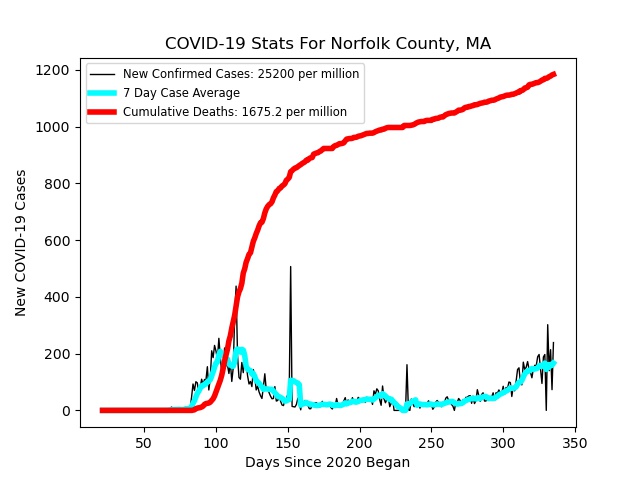 COVID-19 Stats For Norfolk County, MA
New Confirmed Cases: 25200 per million
7 Day Case Average
Cumulative Deaths: 1675.2 per million
New COVID-19 Cases
1200
1000
800
600
400
200
0
50 100 150 200 250 300 350
Days Since 2020 Began